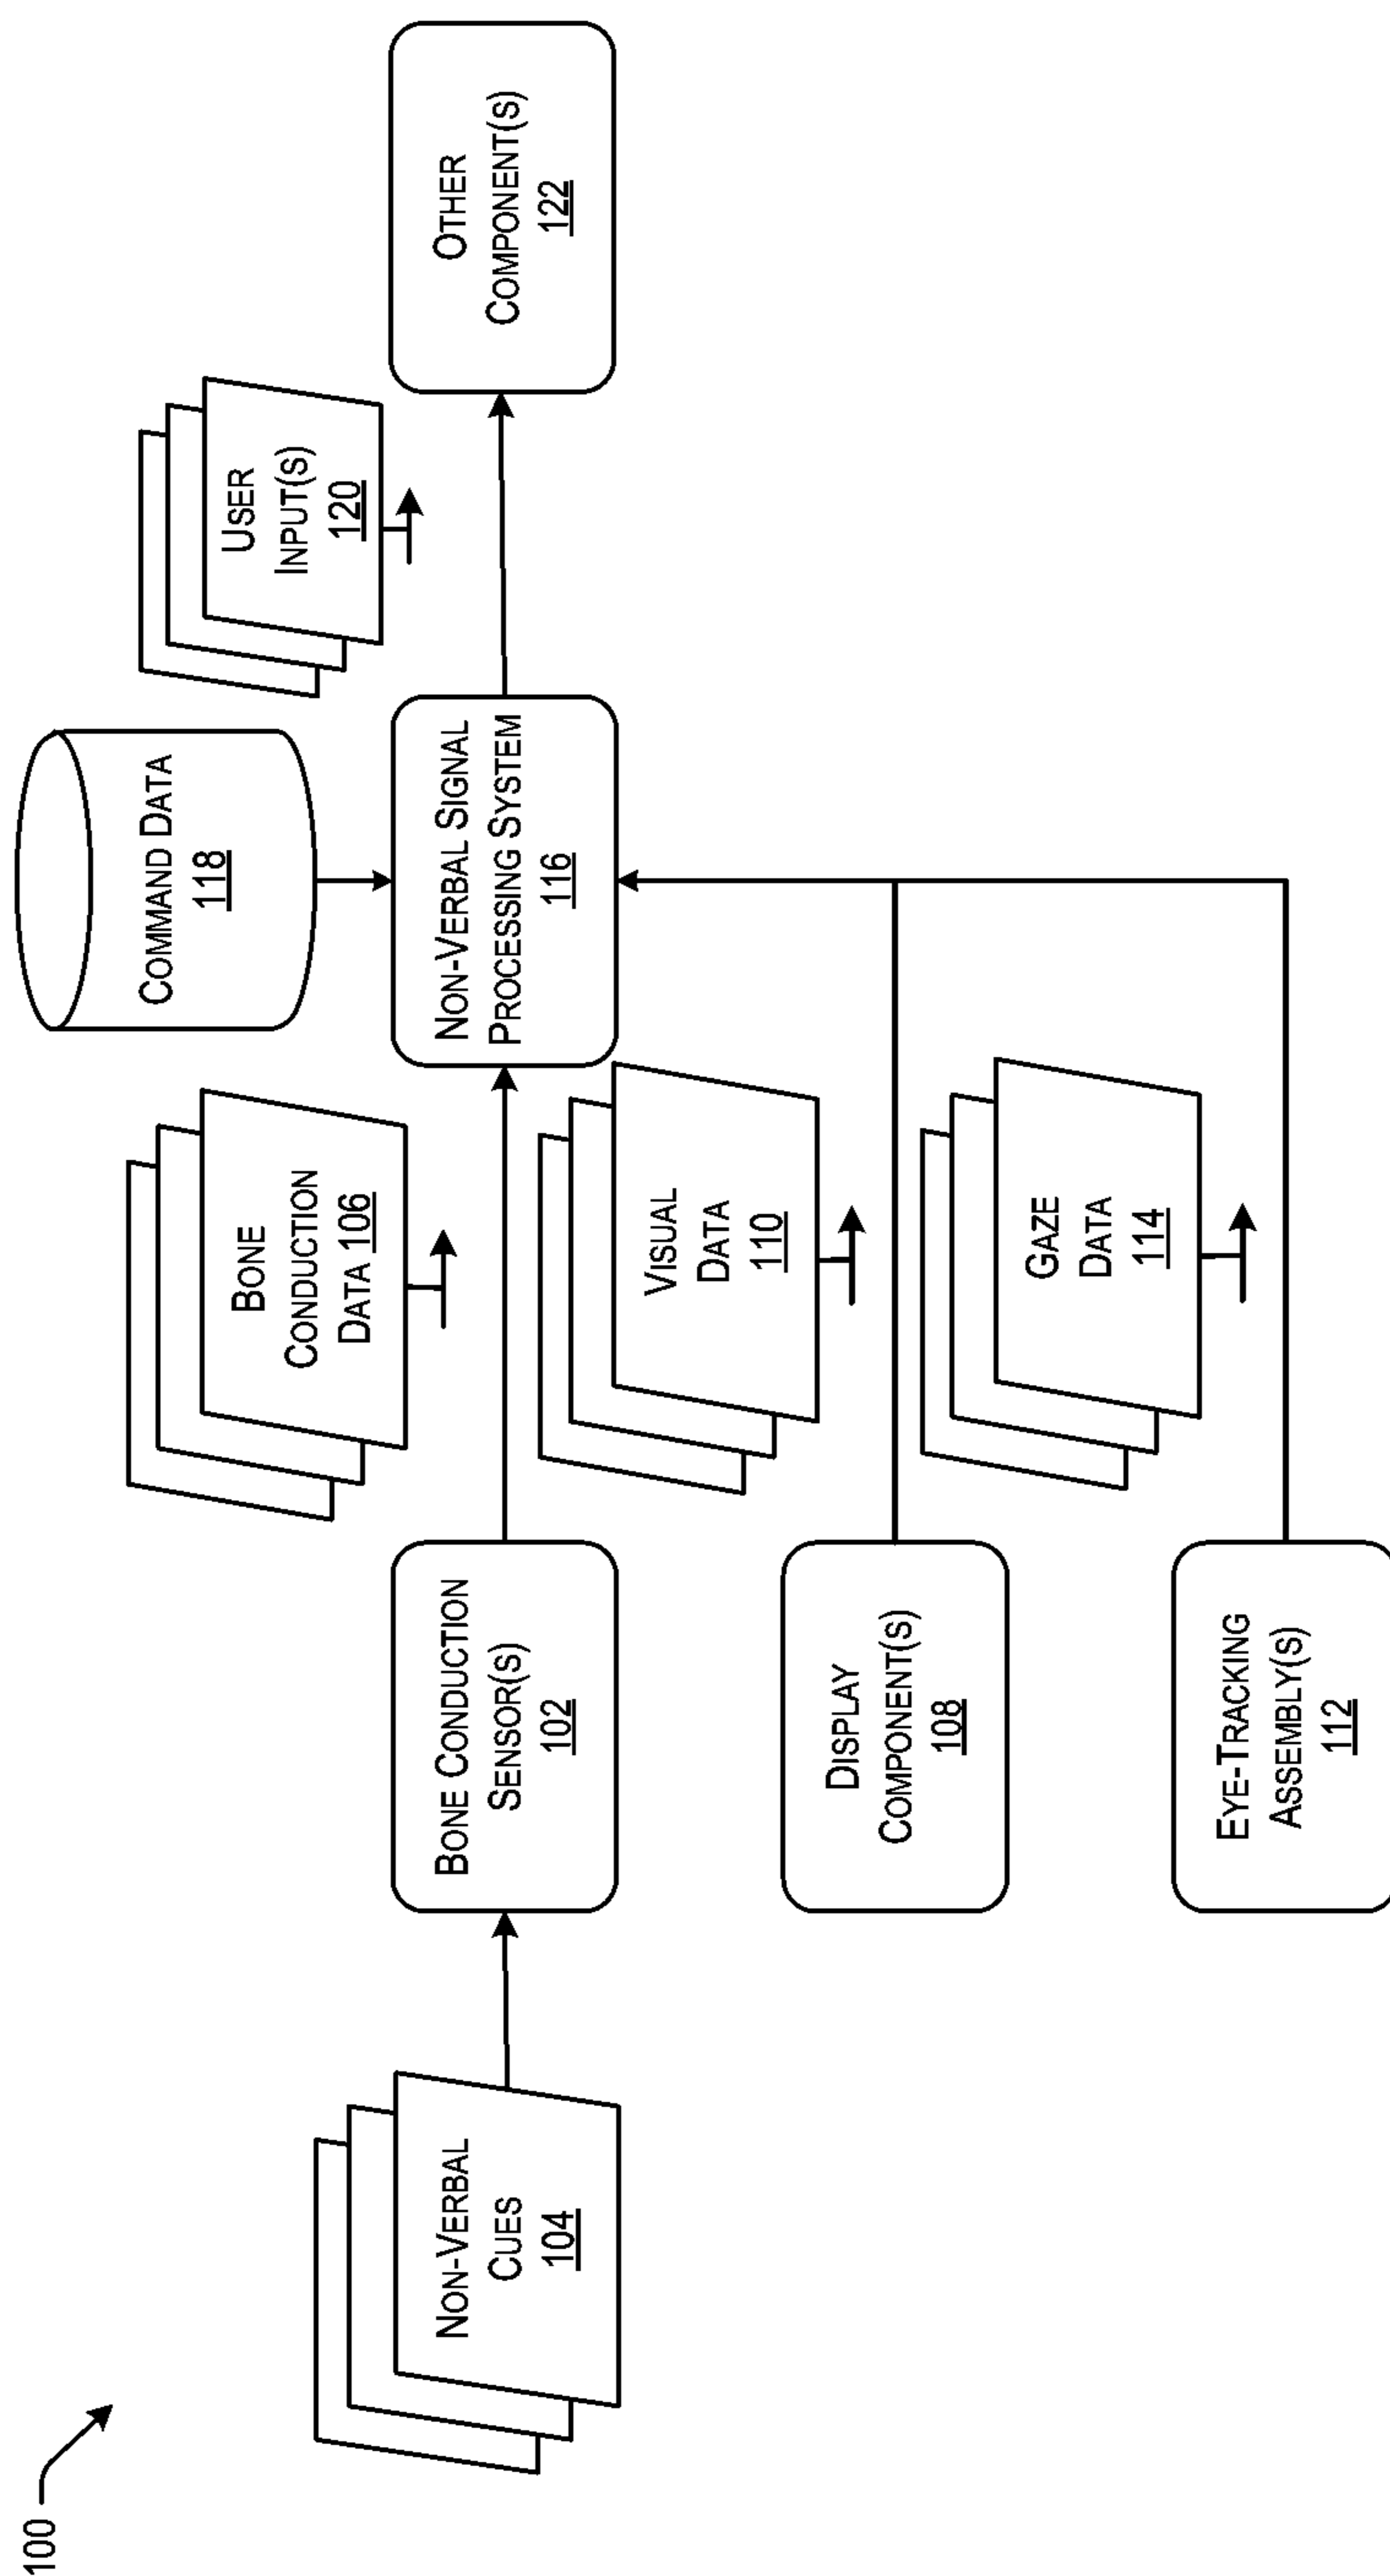 100
NON-VERBAL
CUES
104
BONE CONDUCTION
SENSOR(S)
102
BONE
CONDUCTION
DATA 106
COMMAND DATA
118
NON-VERBAL SIGNAL
PROCESSING SYSTEM
116
USER
INPUT(S)
120
OTHER
COMPONENT(S)
122
DISPLAY
COMPONENT(S)
108
VISUAL
DATA
110
EYE-TRACKING
ASSEMBLY(S)
112
GAZE
DATA
114